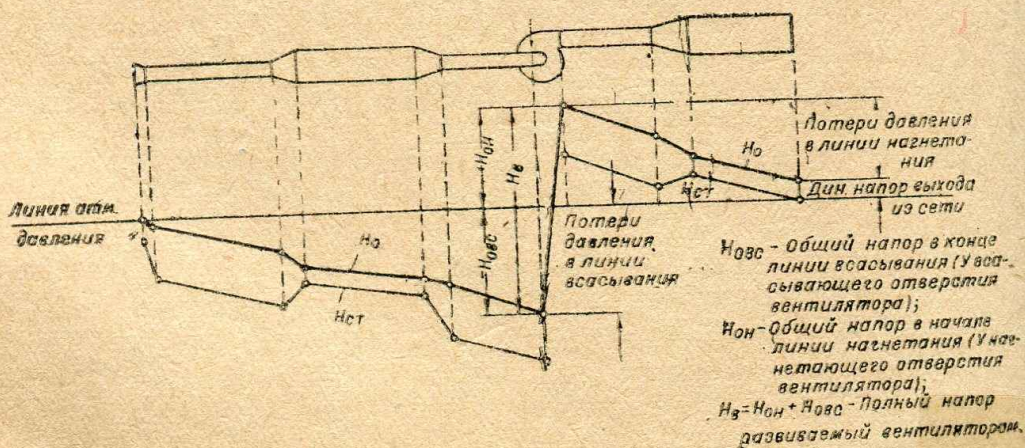 Линия атм.
давления
H₀
Hст
=Hовс
+Hон
Hв
Потери
давления
в линии
всасывания
H₀
Hст
Потери давления
в линии нагнета-
ния
Дин. напор выхода
из сети
Hовс - Общий напор в конце
линии всасывания (У вса-
сывающего отверстия
вентилятора);
Hон - Общий напор в начале
линии нагнетания (У наг-
нетающего отверстия
вентилятора);
Hв = Hон + Hовс - Полный напор
развиваемый вентилятором.